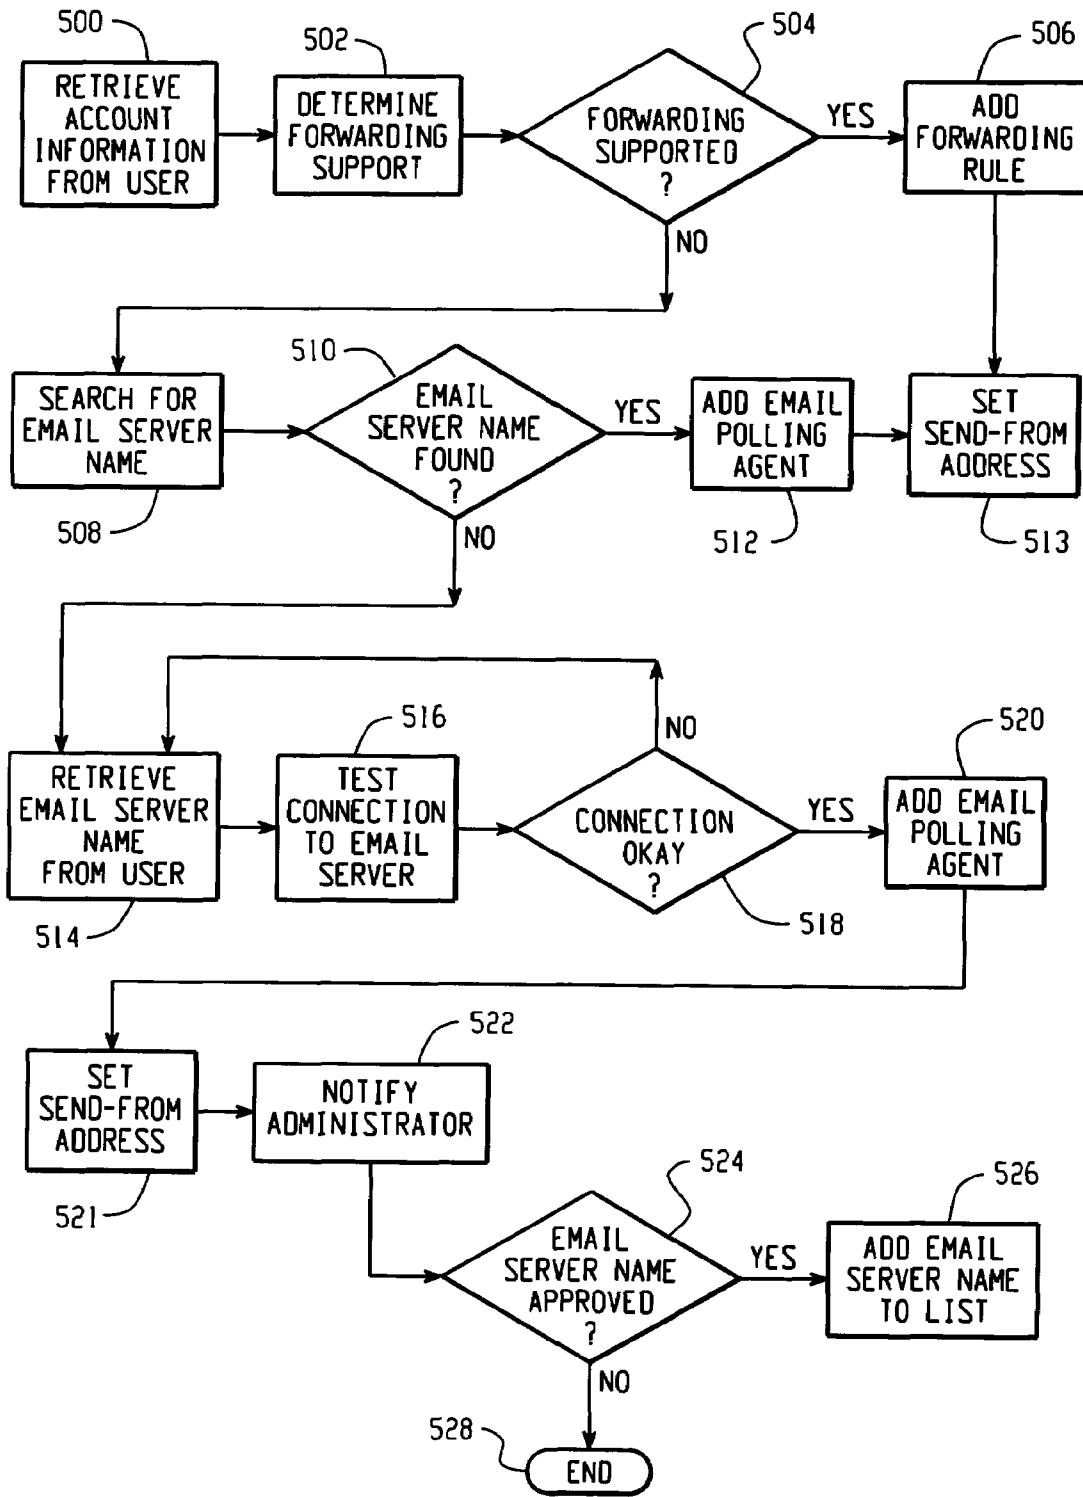 500
RETRIEVE
ACCOUNT
INFORMATION
FROM USER
502
DETERMINE
FORWARDING
SUPPORT
504
FORWARDING
SUPPORTED
?
YES
NO
506
ADD
FORWARDING
RULE
SEARCH FOR
EMAIL SERVER
NAME
508
510
EMAIL
SERVER NAME
FOUND
?
YES
NO
ADD EMAIL
POLLING
AGENT
512
SET
SEND-FROM
ADDRESS
513
RETRIEVE
EMAIL SERVER
NAME
FROM USER
514
516
TEST
CONNECTION
TO EMAIL
SERVER
NO
CONNECTION
OKAY
?
518
YES
520
ADD EMAIL
POLLING
AGENT
SET
SEND-FROM
ADDRESS
521
522
NOTIFY
ADMINISTRATOR
524
EMAIL
SERVER NAME
APPROVED
?
YES
NO
526
ADD EMAIL
SERVER NAME
TO LIST
528
END